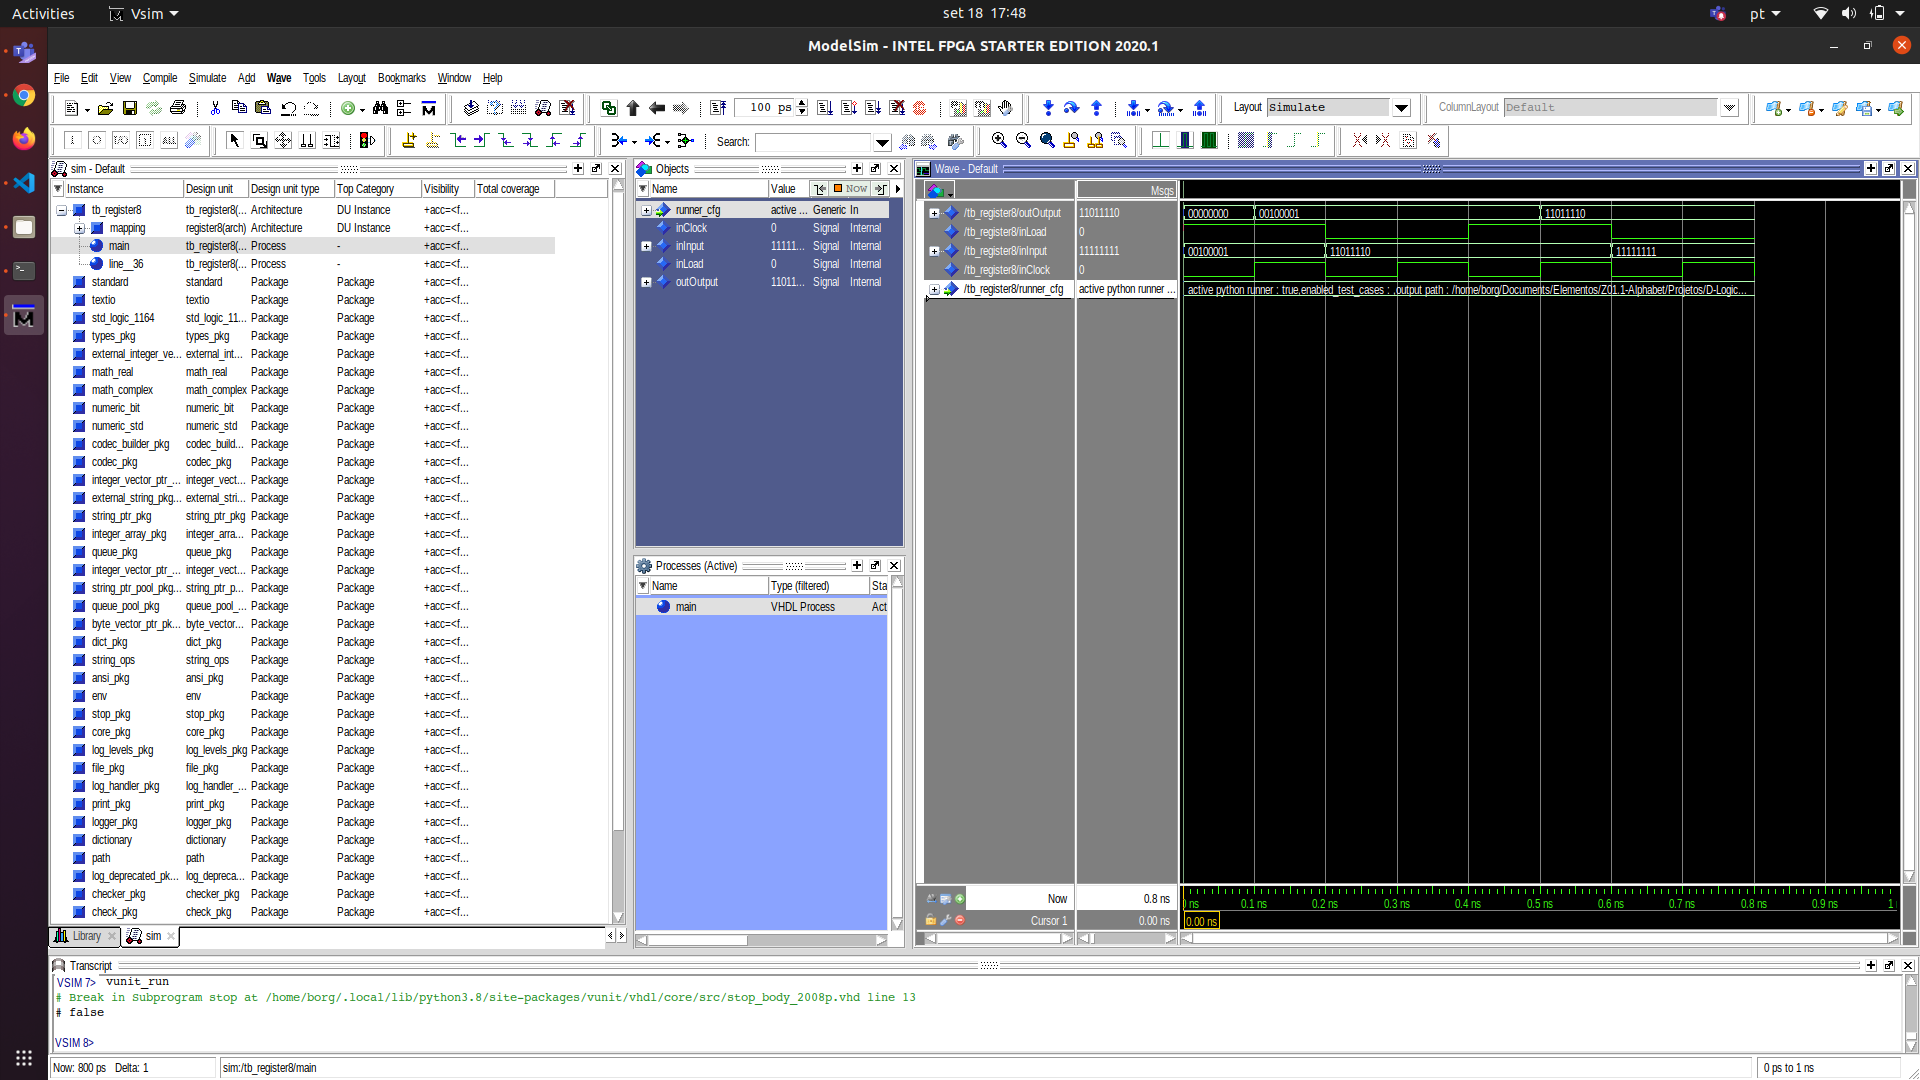 Activities Vsim set 18 17:48 pt
ModelSim - INTEL FPGA STARTER EDITION 2020.1
File Edit View Compile Simulate Add Wave Tools Layout Bookmarks Window Help
100 ps Layout Simulate ColumnLayout Default
Search:
sim - Default
Instance Design unit Design unit type Top Category Visibility Total coverage
tb_register8 tb_register8(... Architecture DU Instance +acc=<f...
mapping register8(arch) Architecture DU Instance +acc=<f...
main tb_register8(... Process - +acc=<f...
line__36 tb_register8(... Process - +acc=<f...
standard standard Package Package +acc=<f...
textio textio Package Package +acc=<f...
std_logic_1164 std_logic_11... Package Package +acc=<f...
types_pkg types_pkg Package Package +acc=<f...
external_integer_ve... external_int... Package Package +acc=<f...
math_real math_real Package Package +acc=<f...
math_complex math_complex Package Package +acc=<f...
numeric_bit numeric_bit Package Package +acc=<f...
numeric_std numeric_std Package Package +acc=<f...
codec_builder_pkg codec_build... Package Package +acc=<f...
codec_pkg codec_pkg Package Package +acc=<f...
integer_vector_ptr_... integer_vect... Package Package +acc=<f...
external_string_pkg... external_stri... Package Package +acc=<f...
string_ptr_pkg string_ptr_pkg Package Package +acc=<f...
integer_array_pkg integer_arra... Package Package +acc=<f...
queue_pkg queue_pkg Package Package +acc=<f...
integer_vector_ptr_... integer_vect... Package Package +acc=<f...
string_ptr_pool_pkg... string_ptr_p... Package Package +acc=<f...
queue_pool_pkg queue_pool_... Package Package +acc=<f...
byte_vector_ptr_pk... byte_vector... Package Package +acc=<f...
dict_pkg dict_pkg Package Package +acc=<f...
string_ops string_ops Package Package +acc=<f...
ansi_pkg ansi_pkg Package Package +acc=<f...
env env Package Package +acc=<f...
stop_pkg stop_pkg Package Package +acc=<f...
core_pkg core_pkg Package Package +acc=<f...
log_levels_pkg log_levels_pkg Package Package +acc=<f...
file_pkg file_pkg Package Package +acc=<f...
log_handler_pkg log_handler_... Package Package +acc=<f...
print_pkg print_pkg Package Package +acc=<f...
logger_pkg logger_pkg Package Package +acc=<f...
dictionary dictionary Package Package +acc=<f...
path path Package Package +acc=<f...
log_deprecated_pk... log_depreca... Package Package +acc=<f...
checker_pkg checker_pkg Package Package +acc=<f...
check_pkg check_pkg Package Package +acc=<f...
Library sim
Objects
Name Value Now
runner_cfg active ... Generic In
inClock 0 Signal Internal
inInput 11111... Signal Internal
inLoad 0 Signal Internal
outOutput 11011... Signal Internal
Processes (Active)
Name Type (filtered) Sta
main VHDL Process Act
Wave - Default
Msgs
/tb_register8/outOutput 11011110 00000000 00100001 11011110
/tb_register8/inLoad 0
/tb_register8/inInput 11111111 00100001 11011110 11111111
/tb_register8/inClock 0
/tb_register8/runner_cfg active python runner ... active python runner : true,enabled_test_cases : ,output path : /home/borg/Documents/Elementos/Z01.1-Alphabet/Projetos/D-Logic...
Now 0.8 ns ns 0.1 ns 0.2 ns 0.3 ns 0.4 ns 0.5 ns 0.6 ns 0.7 ns 0.8 ns 0.9 ns 1
Cursor 1 0.00 ns 0.00 ns
Transcript
VSIM 7> vunit_run
# Break in Subprogram stop at /home/borg/.local/lib/python3.8/site-packages/vunit/vhdl/core/src/stop_body_2008p.vhd line 13
# false
VSIM 8>
Now: 800 ps Delta: 1 sim:/tb_register8/main 0 ps to 1 ns